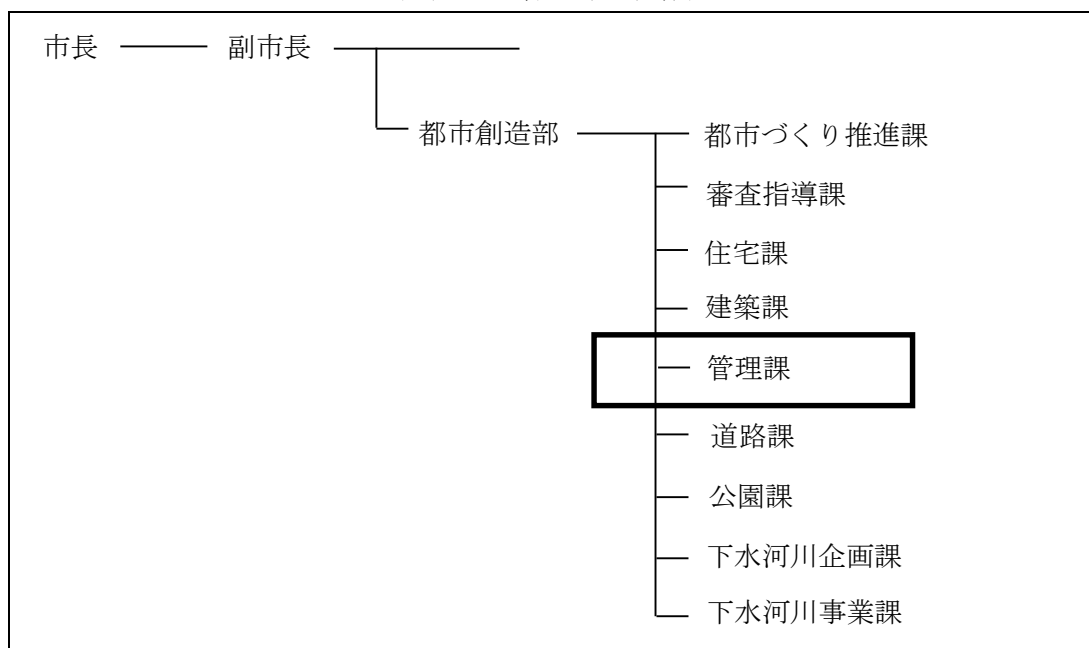 市長 副市長
都市創造部 都市づくり推進課
審査指導課
住宅課
建築課
管理課
道路課
公園課
下水河川企画課
下水河川事業課